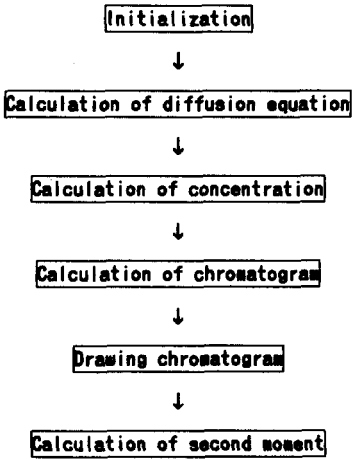 Initialization
↓
Calculation of diffusion equation
↓
Calculation of concentration
↓
Calculation of chromatogram
↓
Drawing chromatogram
↓
Calculation of second moment